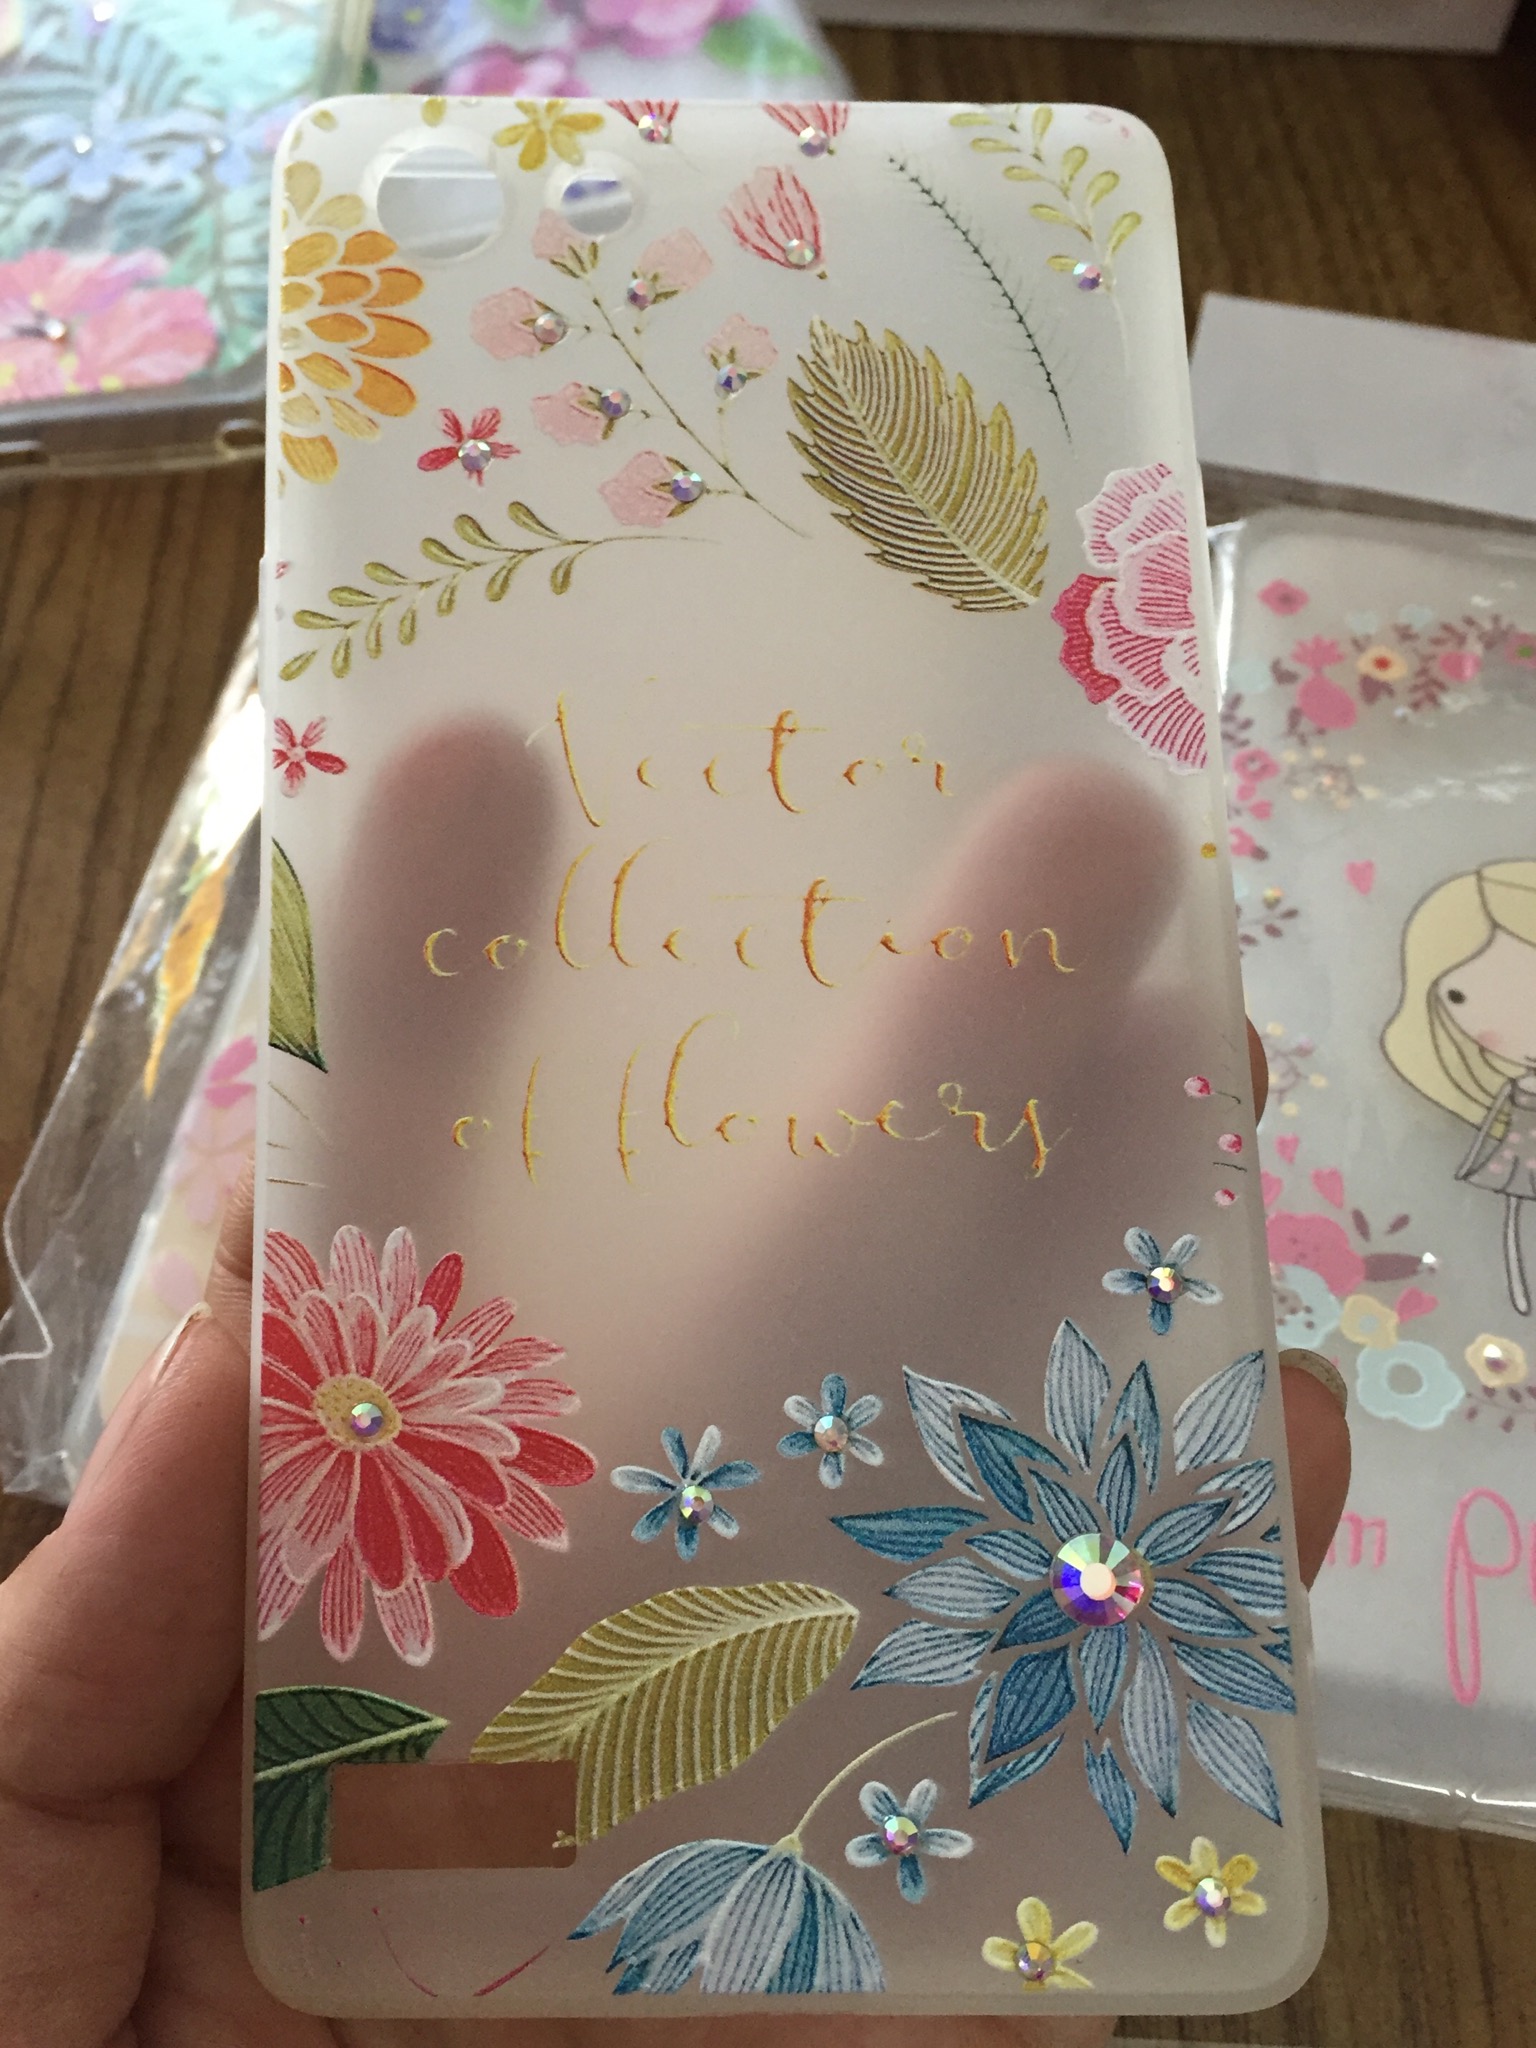 Vector
collection
of flowers
m